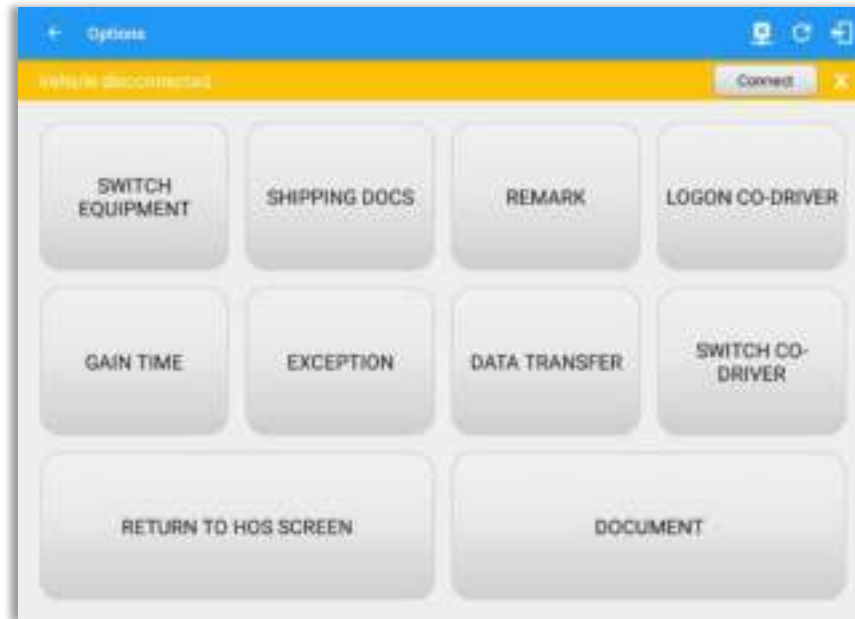 Options
Vehicle disconnected
Connect
X
SWITCH
EQUIPMENT
SHIPPING DOCS
REMARK
LOGON CO-DRIVER
GAIN TIME
EXCEPTION
DATA TRANSFER
SWITCH CO-
DRIVER
RETURN TO HOS SCREEN
DOCUMENT